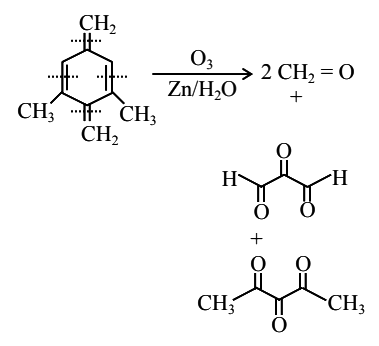 CH₂
O₃
Zn/H₂O
2 CH₂ = O
+
CH₃ CH₃
CH₂
O
H H
O O
+
O O
CH₃ CH₃
O